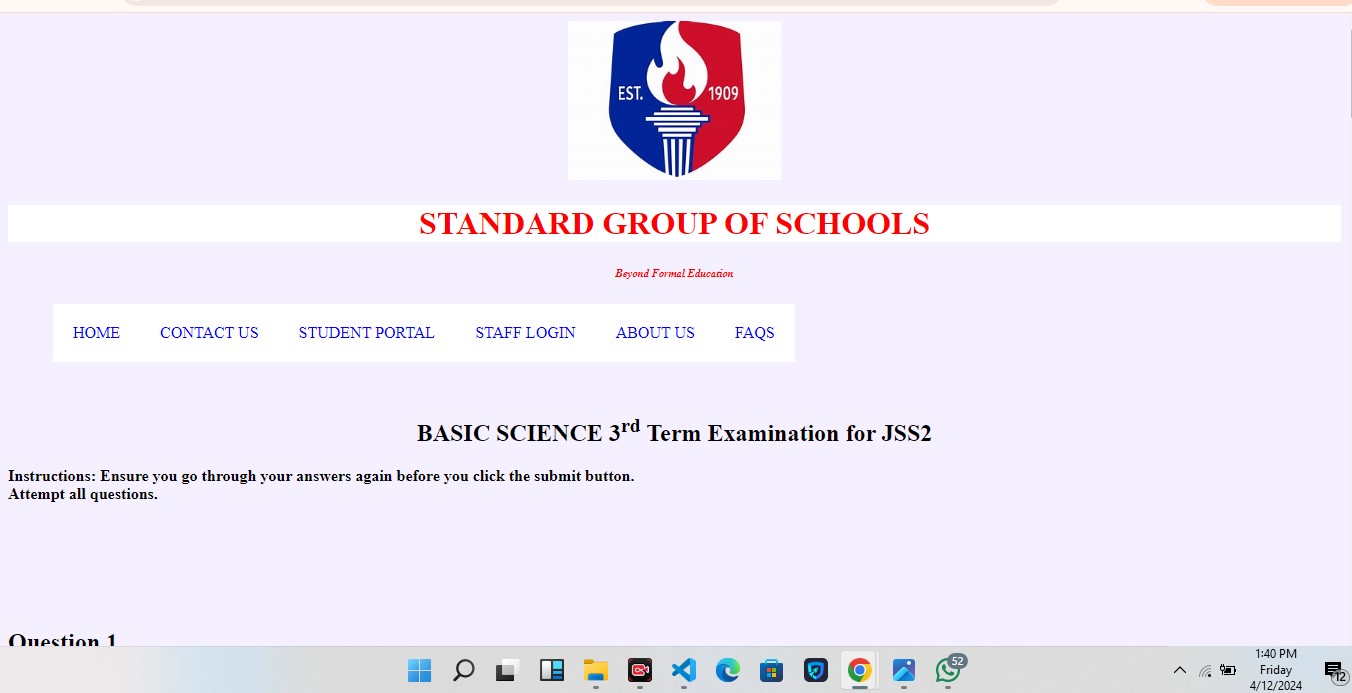 EST. 1909
STANDARD GROUP OF SCHOOLS
Beyond Formal Education
HOME CONTACT US STUDENT PORTAL STAFF LOGIN ABOUT US FAQS
BASIC SCIENCE 3rd Term Examination for JSS2
Instructions: Ensure you go through your answers again before you click the submit button.
Attempt all questions.
Question 1
52
1:40 PM
Friday
4/12/2024
12